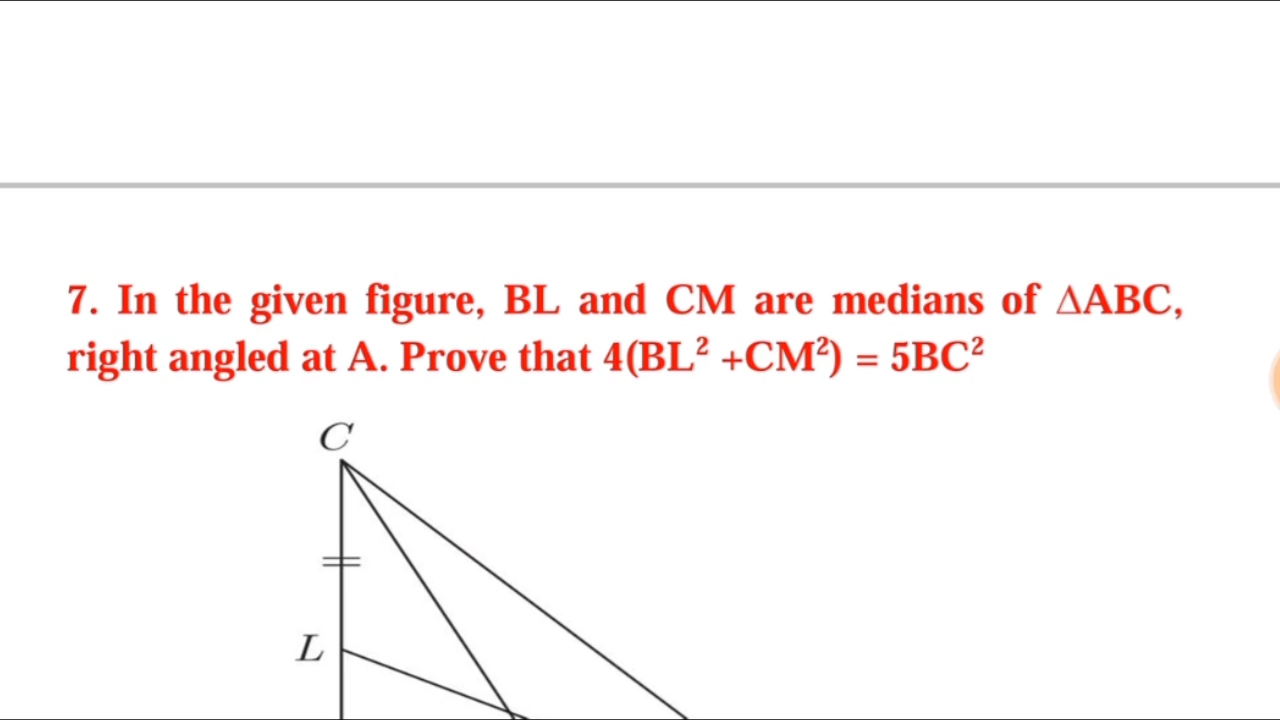 7. In the given figure, BL and CM are medians of ΔABC,
right angled at A. Prove that 4(BL² +CM²) = 5BC²
C
L